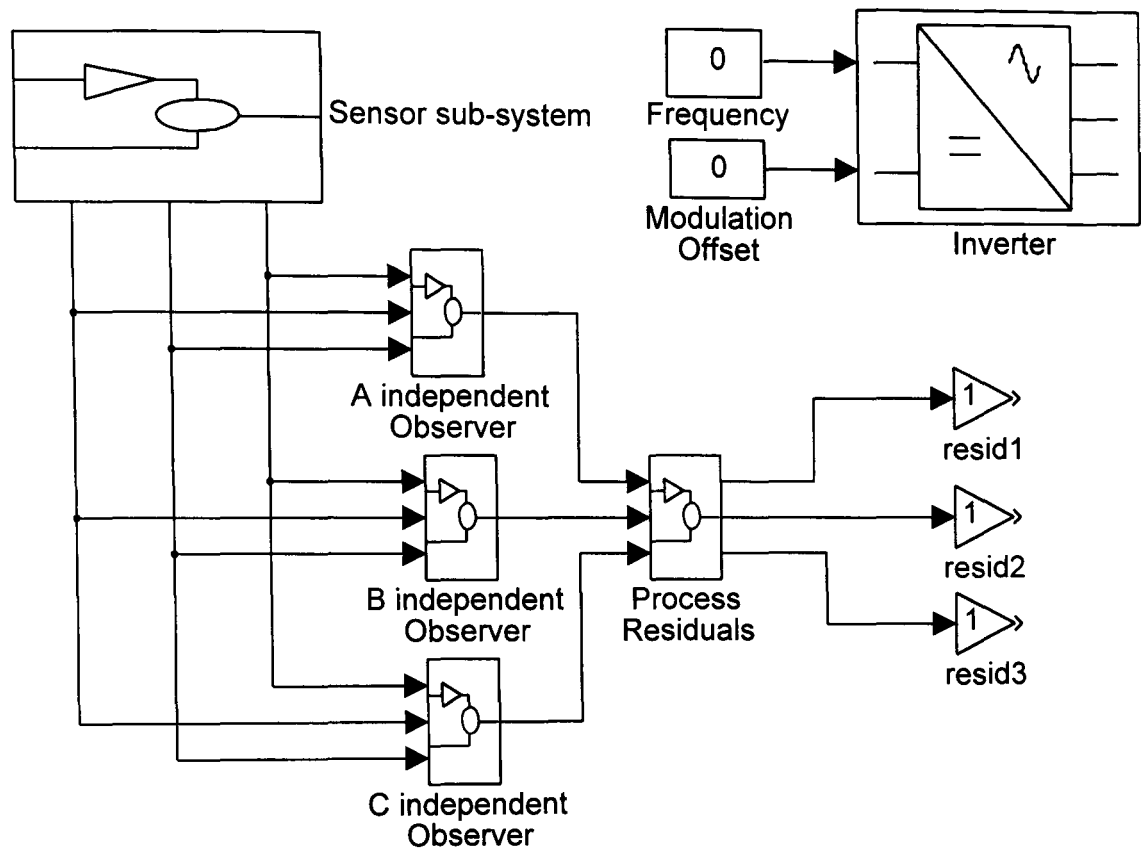 Sensor sub-system
0
Frequency
0
Modulation
Offset
Inverter
A independent
Observer
B independent
Observer
C independent
Observer
Process
Residuals
1
resid1
1
resid2
1
resid3